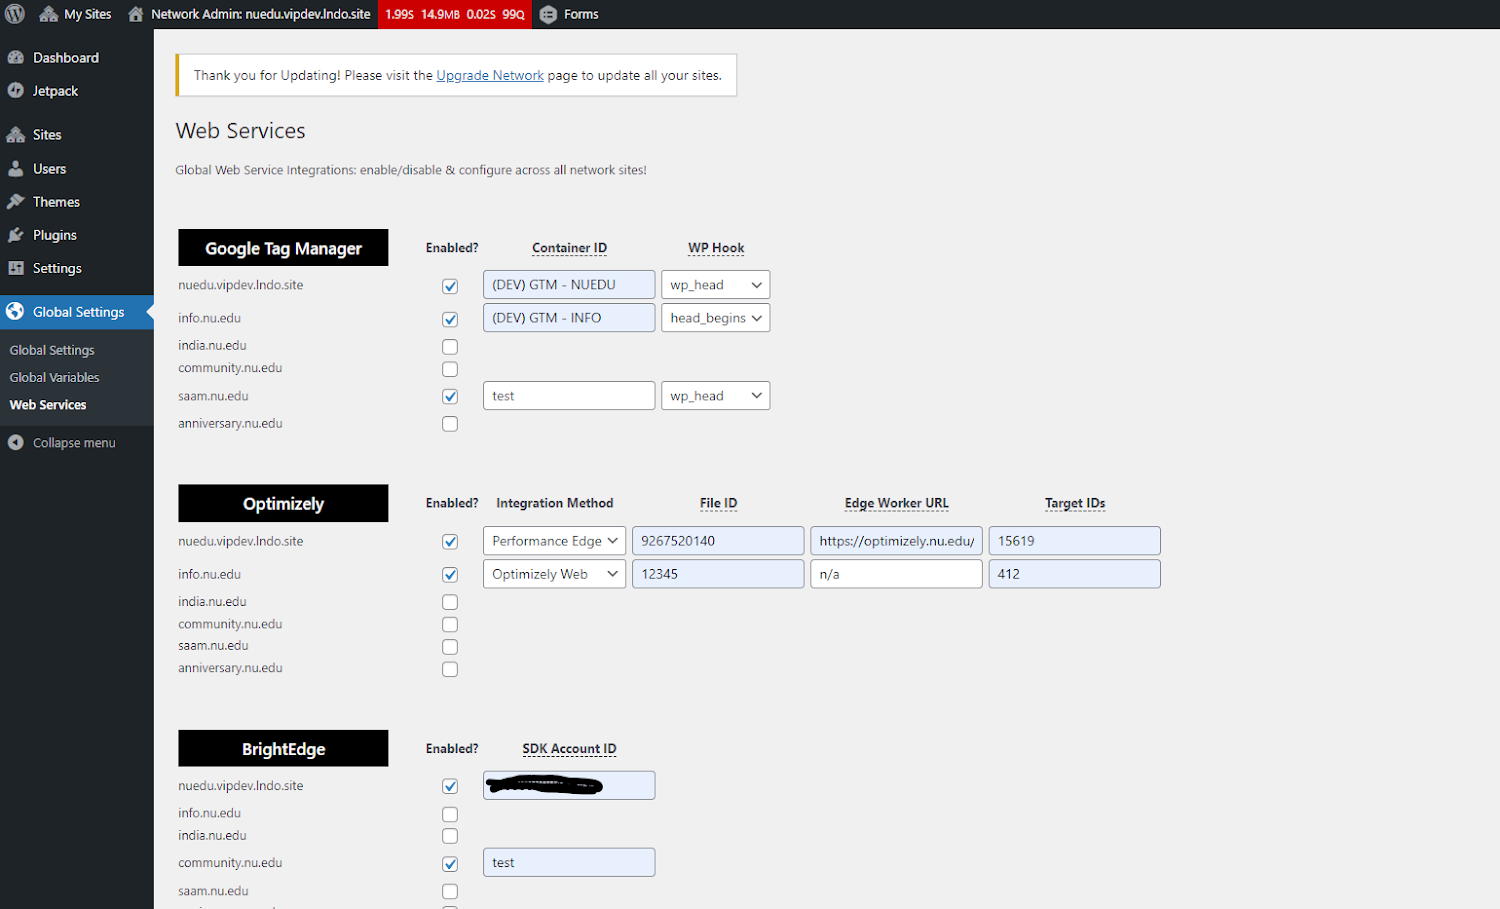 My Sites Network Admin: nuedu.vipdev.lndo.site 1.99S 14.9MB 0.02S 99Q Forms
Dashboard
Jetpack
Sites
Users
Themes
Plugins
Settings
Global Settings
Global Settings
Global Variables
Web Services
Collapse menu
Thank you for Updating! Please visit the Upgrade Network page to update all your sites.
Web Services
Global Web Service Integrations: enable/disable & configure across all network sites!
Google Tag Manager Enabled? Container ID WP Hook
nuedu.vipdev.lndo.site (DEV) GTM - NUEDU wp_head
info.nu.edu (DEV) GTM - INFO head_begins
india.nu.edu
community.nu.edu
saam.nu.edu test wp_head
anniversary.nu.edu
Optimizely Enabled? Integration Method File ID Edge Worker URL Target IDs
nuedu.vipdev.lndo.site Performance Edge 9267520140 https://optimizely.nu.edu/ 15619
info.nu.edu Optimizely Web 12345 n/a 412
india.nu.edu
community.nu.edu
saam.nu.edu
anniversary.nu.edu
BrightEdge Enabled? SDK Account ID
nuedu.vipdev.lndo.site
info.nu.edu
india.nu.edu
community.nu.edu test
saam.nu.edu